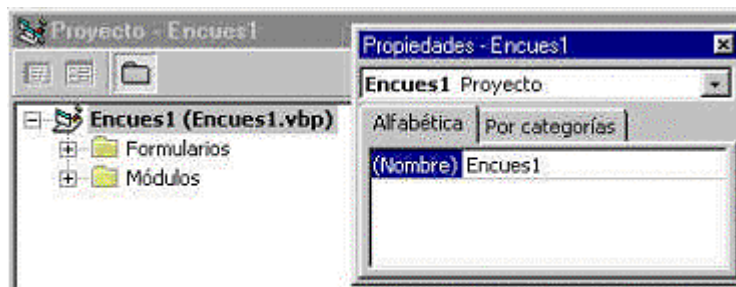 Proyecto - Encues1
Encues1 (Encues1.vbp)
Formularios
Módulos
Propiedades - Encues1
Encues1 Proyecto
Alfabética Por categorías
(Nombre) Encues1